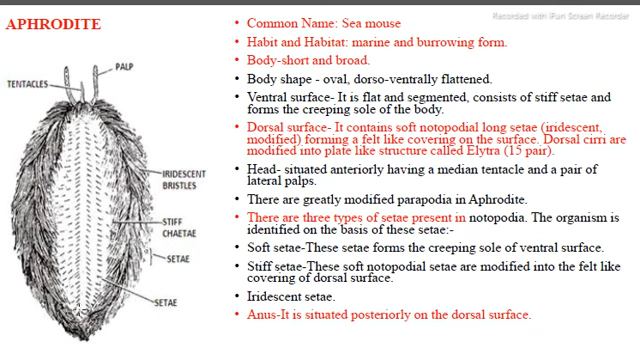 APHRODITE
Recorded with iFun Screen Recorder
PALP
TENTACLES
IRIDESCENT
BRISTLES
STIFF
CHAETAE
SETAE
SETAE
• Common Name: Sea mouse
• Habit and Habitat: marine and burrowing form.
• Body-short and broad.
• Body shape - oval, dorso-ventrally flattened.
• Ventral surface- It is flat and segmented, consists of stiff setae and
forms the creeping sole of the body.
• Dorsal surface- It contains soft notopodial long setae (iridescent,
modified) forming a felt like covering on the surface. Dorsal cirri are
modified into plate like structure called Elytra (15 pair).
• Head- situated anteriorly having a median tentacle and a pair of
lateral palps.
• There are greatly modified parapodia in Aphrodite.
• There are three types of setae present in notopodia. The organism is
identified on the basis of these setae:-
• Soft setae-These setae forms the creeping sole of ventral surface.
• Stiff setae-These soft notopodial setae are modified into the felt like
covering of dorsal surface.
• Iridescent setae.
• Anus-It is situated posteriorly on the dorsal surface.